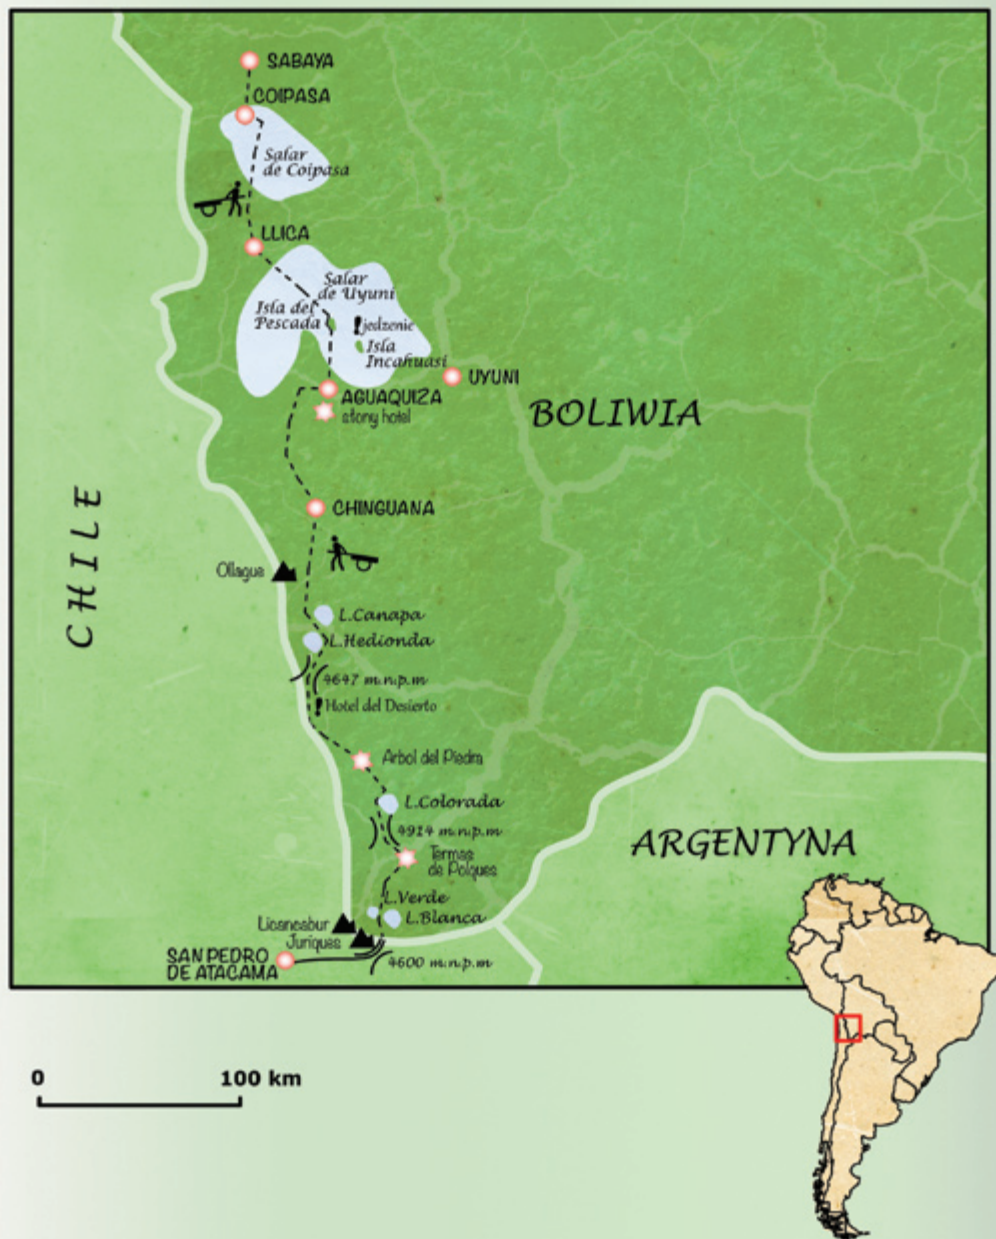 SABAYA
COIPASA
Salar
de Coipasa
LLICA
Salar
de Uyuni
Isla del
Pescada
!jedzenie
Isla
Incahuasi
UYUNI
AGUAQUIZA
stony hotel
BOLIWIA
CHILE
CHINGUANA
Ollague
L.Canapa
L.Hedionda
4647 m.n.p.m
!Hotel del Desierto
Arbol del Piedra
L.Colorada
4914 m.n.p.m
ARGENTYNA
Termas
de Polques
L.Verde
L.Blanca
Licancabur
Juriques
SAN PEDRO
DE ATACAMA
4600 m.n.p.m
0 100 km